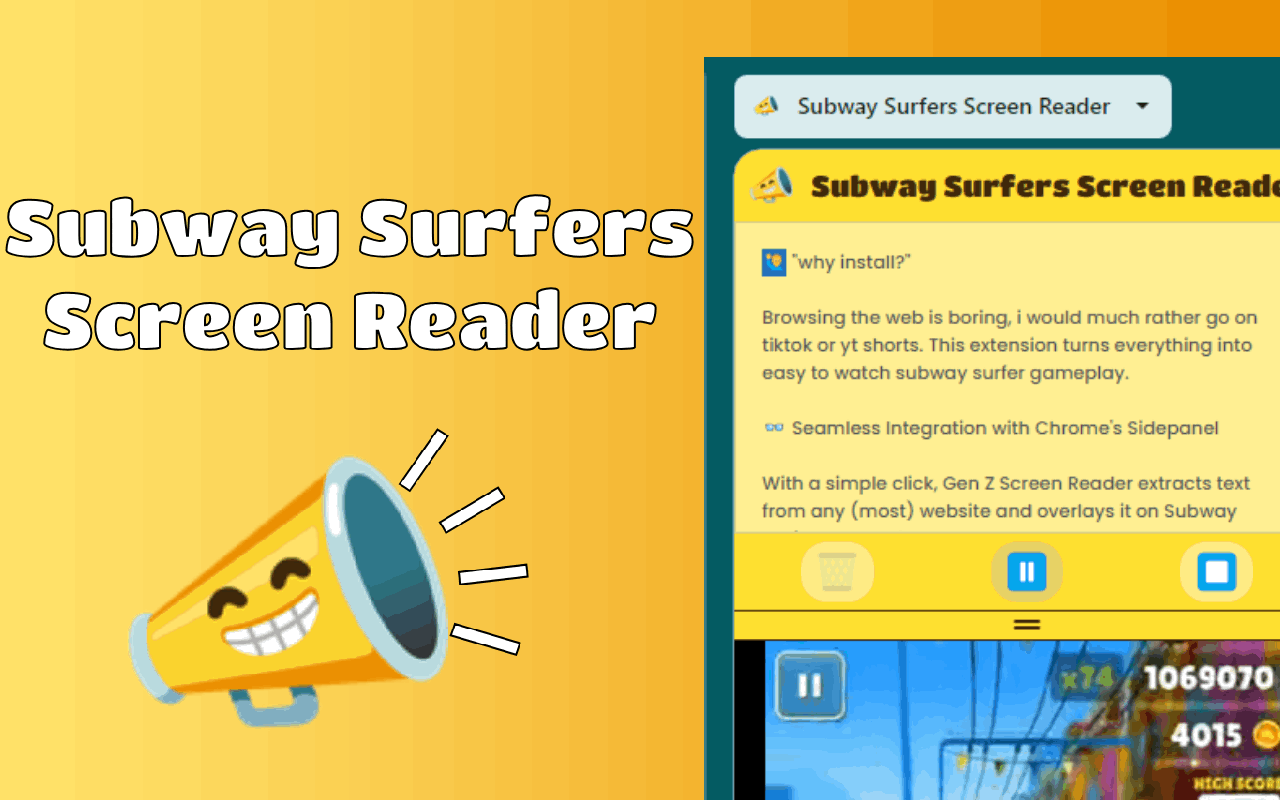 Subway Surfers
Screen Reader
Subway Surfers Screen Reader
Subway Surfers Screen Reade
"why install?"
Browsing the web is boring, i would much rather go on
tiktok or yt shorts. This extension turns everything into
easy to watch subway surfer gameplay.
Seamless Integration with Chrome's Sidepanel
With a simple click, Gen Z Screen Reader extracts text
from any (most) website and overlays it on Subway
x74 1069070
4015
HIGH SCORE